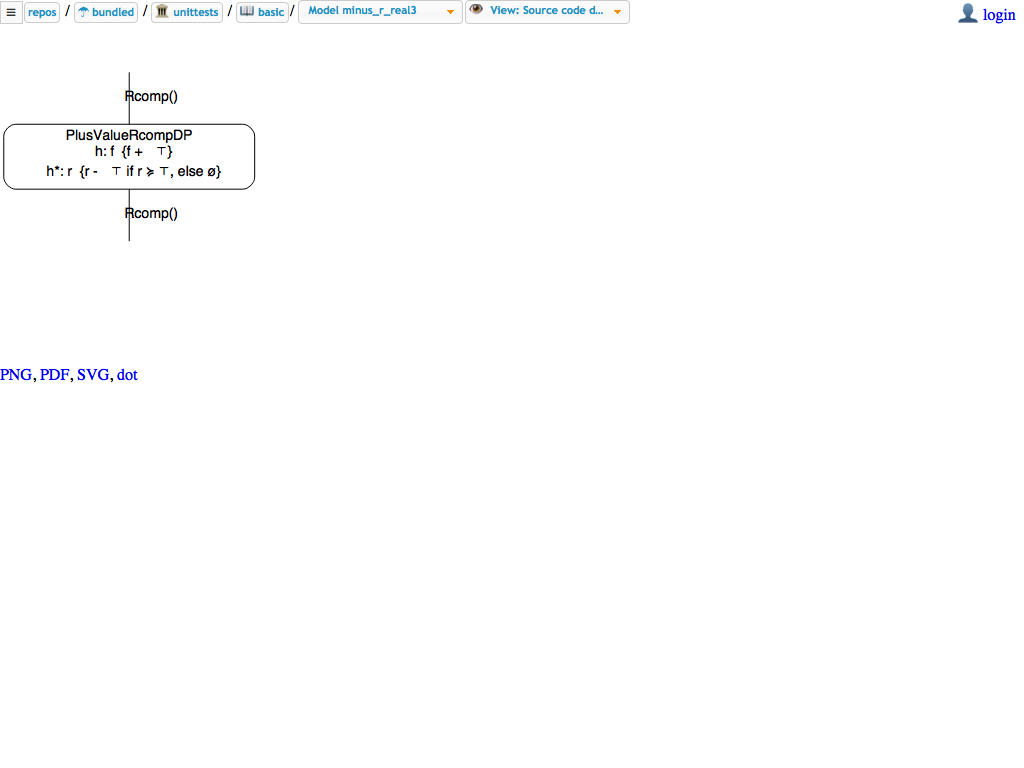 ≡ repos / bundled / unittests / basic / Model minus_r_real3 View: Source code d... login
Rcomp()
PlusValueRcompDP
h: f {f + ⊤}
h*: r {r - ⊤ if r ≽ ⊤, else ø}
Rcomp()
PNG, PDF, SVG, dot